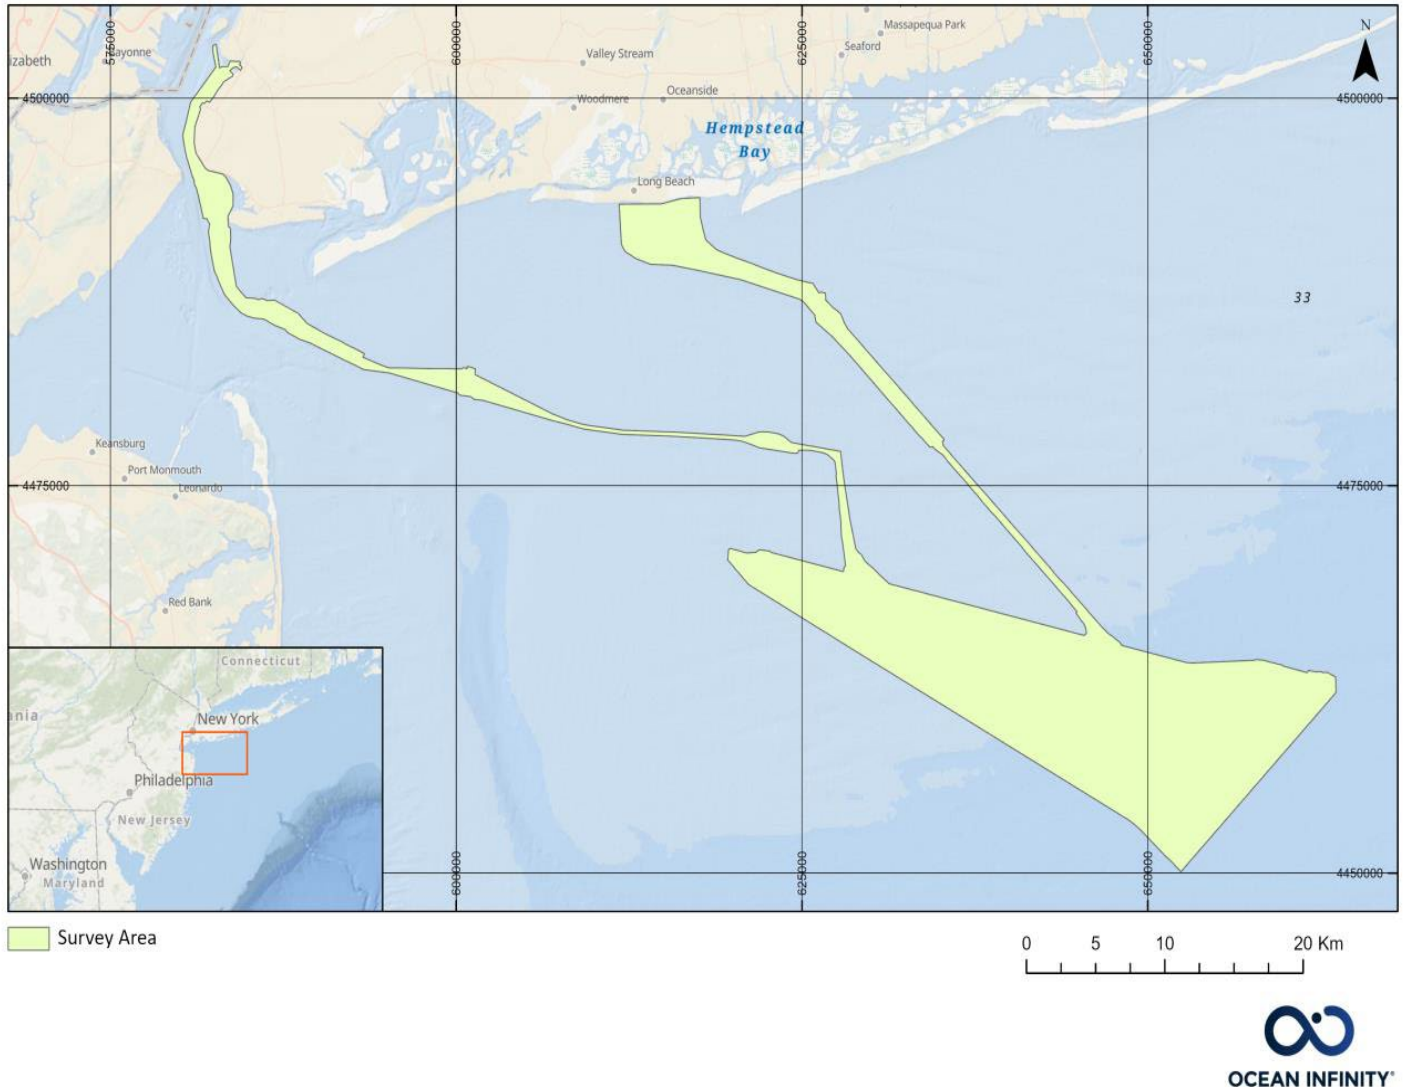 575000
600000
625000
650000
N
Massapequa Park
Seaford
Bayonne
izabeth
Valley Stream
Oceanside
Woodmere
4500000
4500000
Hempstead
Bay
Long Beach
33
Keansburg
Port Monmouth
Leonardo
4475000
4475000
Red Bank
Connecticut
ania
New York
Philadelphia
New Jersey
Washington
Maryland
600000
625000
650000
4450000
Survey Area
0 5 10 20 Km
OCEAN INFINITY®